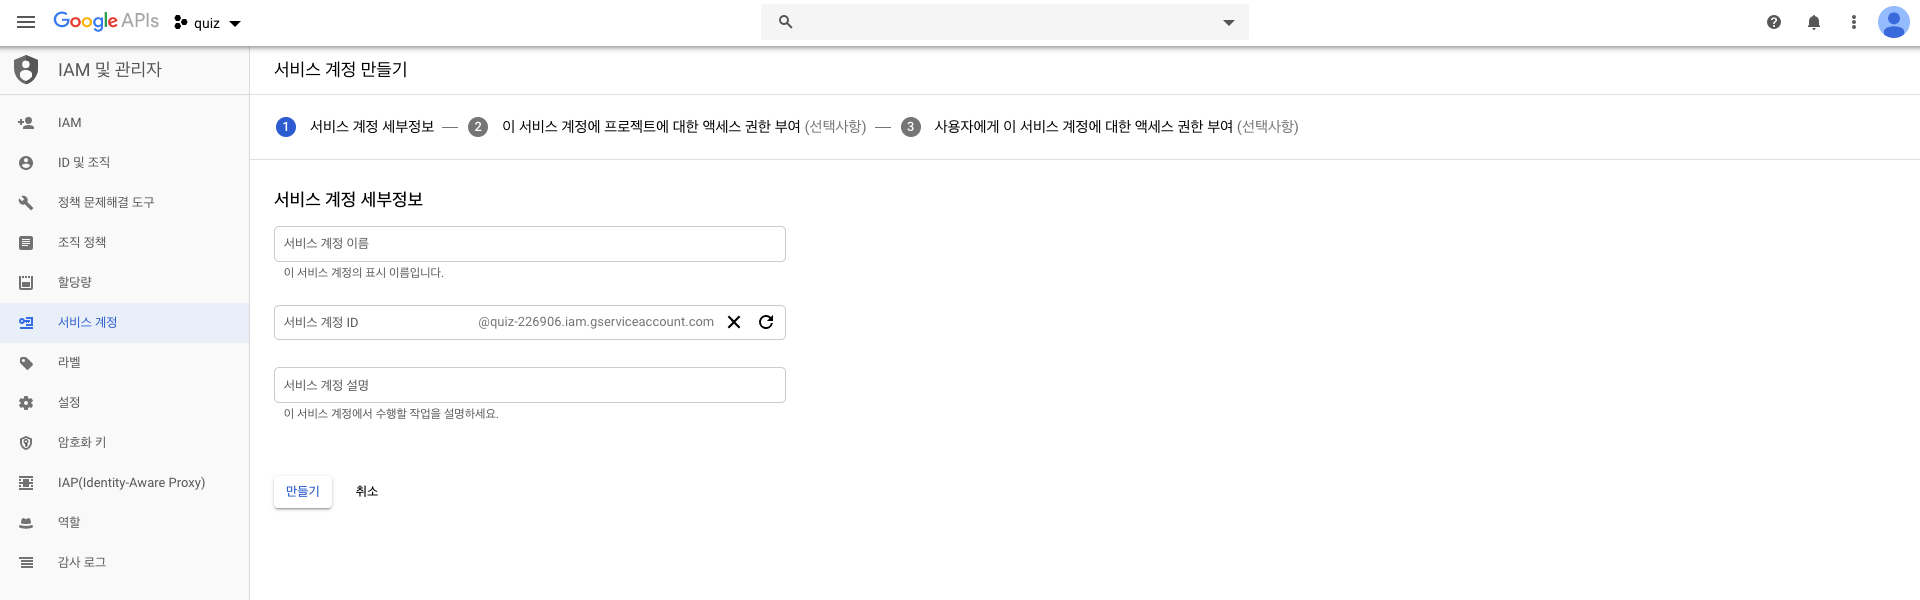 Google APIs quiz
IAM 및 관리자
서비스 계정 만들기
1 서비스 계정 세부정보 — 2 이 서비스 계정에 프로젝트에 대한 액세스 권한 부여 (선택사항) — 3 사용자에게 이 서비스 계정에 대한 액세스 권한 부여 (선택사항)
IAM
ID 및 조직
정책 문제해결 도구
조직 정책
할당량
서비스 계정
라벨
설정
암호화 키
IAP(Identity-Aware Proxy)
역할
감사 로그
서비스 계정 세부정보
서비스 계정 이름
이 서비스 계정의 표시 이름입니다.
서비스 계정 ID @quiz-226906.iam.gserviceaccount.com
서비스 계정 설명
이 서비스 계정에서 수행할 작업을 설명하세요.
만들기 취소